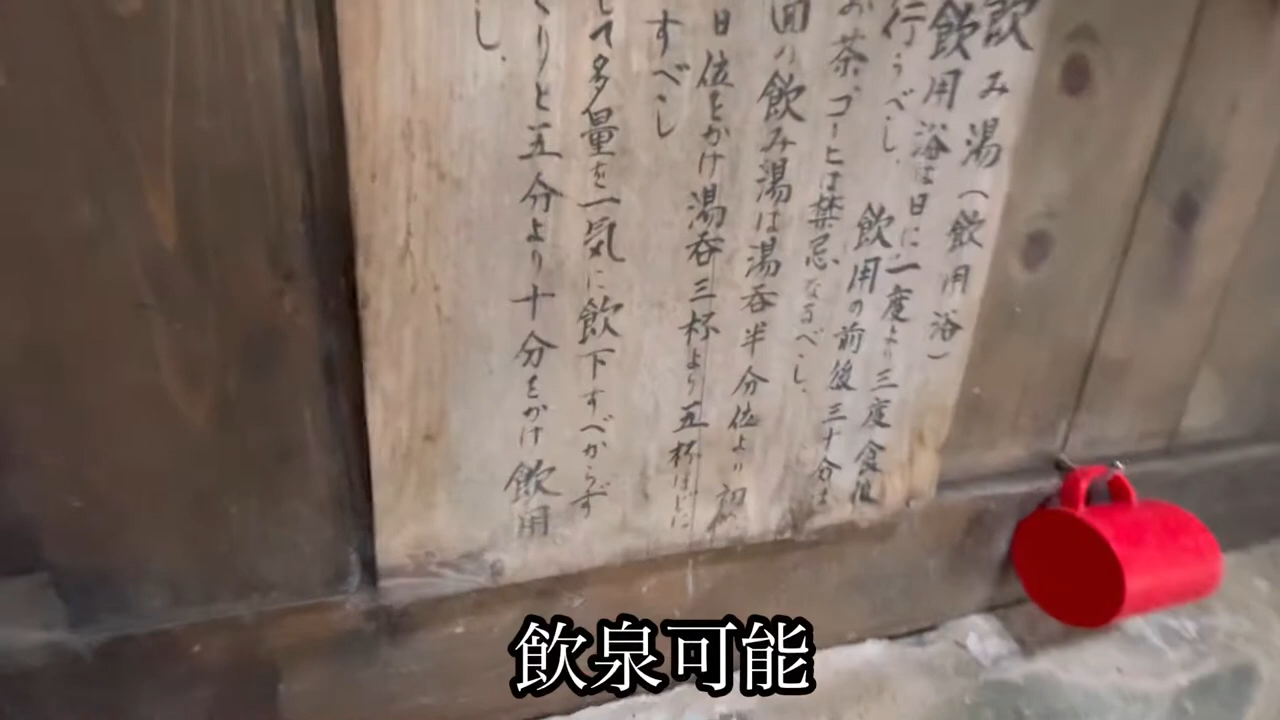 飲み湯（飲用浴）
飲用浴は日に二度より三度食後
行うべし、飲用の前後三十分は
お茶、コーヒは禁忌なるべし、
回の飲み湯は湯呑半分位より初
日位をかけ湯呑三杯より五杯ほどに
すべし
して多量を一気に飲下すべからず
くりと五分より十分をかけ飲用
し、
飲泉可能